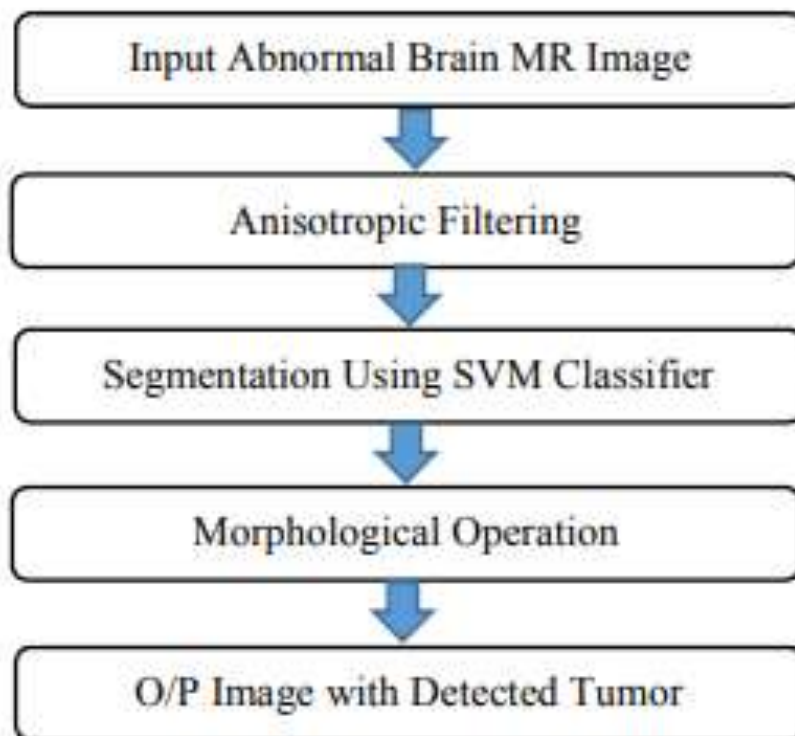 Input Abnormal Brain MR Image
Anisotropic Filtering
Segmentation Using SVM Classifier
Morphological Operation
O/P Image with Detected Tumor